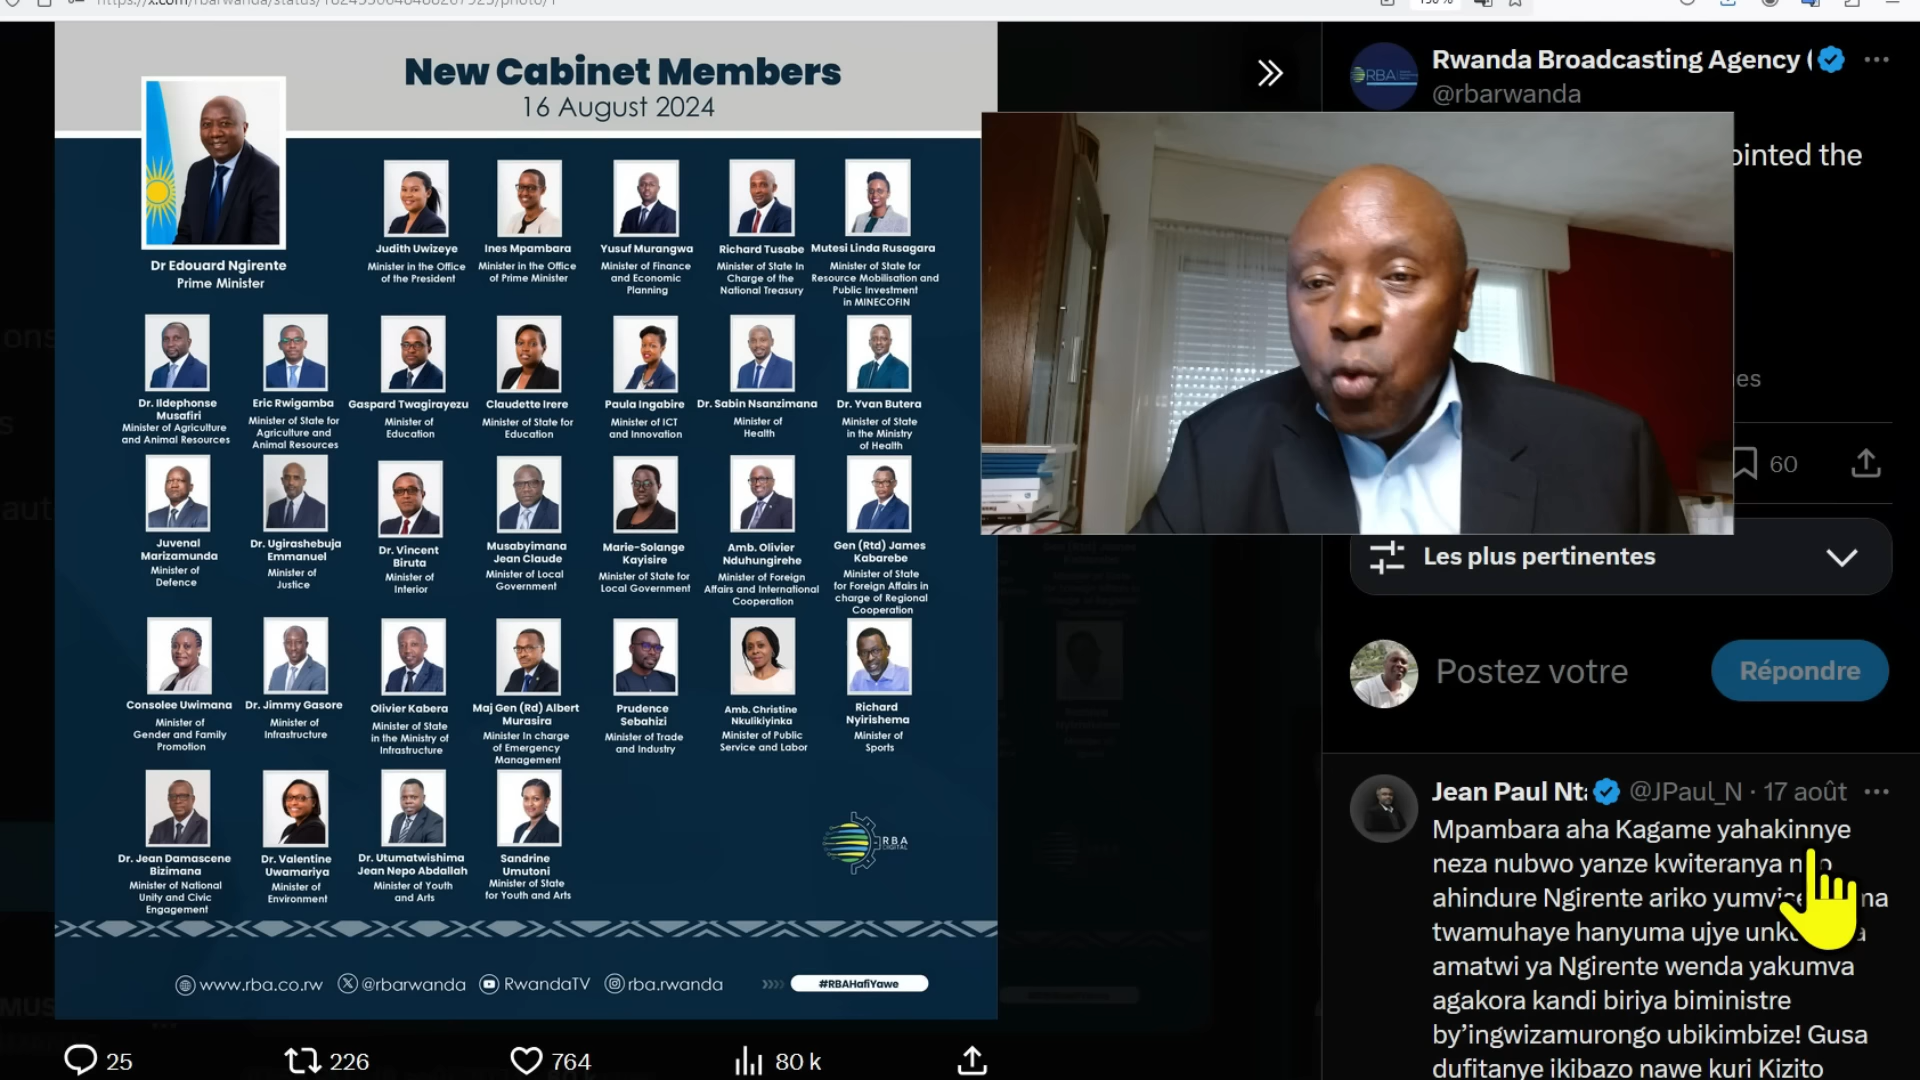 New Cabinet Members
16 August 2024
Dr Edouard Ngirente
Prime Minister
Judith Uwizeye
Minister in the Office
of the President
Ines Mpambara
Minister in the Office
of Prime Minister
Yusuf Murangwa
Minister of Finance
and Economic
Planning
Richard Tusabe
Minister of State In
Charge of the
National Treasury
Mutesi Linda Rusagara
Minister of State for
Resource Mobilisation and
Public Investment
in MINECOFIN
Dr. Ildephonse
Musafiri
Minister of Agriculture
and Animal Resources
Eric Rwigamba
Minister of State for
Agriculture and
Animal Resources
Gaspard Twagirayezu
Minister of
Education
Claudette Irere
Minister of State for
Education
Paula Ingabire
Minister of ICT
and Innovation
Dr. Sabin Nsanzimana
Minister of
Health
Dr. Yvan Butera
Minister of State
in the Ministry
of Health
Juvenal
Marizamunda
Minister of
Defence
Dr. Ugirashebuja
Emmanuel
Minister of
Justice
Dr. Vincent
Biruta
Minister of
Interior
Musabyimana
Jean Claude
Minister of Local
Government
Marie-Solange
Kayisire
Minister of State for
Local Government
Amb. Olivier
Nduhungirehe
Minister of Foreign
Affairs and International
Cooperation
Gen (Rtd) James
Kabarebe
Minister of State
for Foreign Affairs in
charge of Regional
Cooperation
Consolee Uwimana
Minister of
Gender and Family
Promotion
Dr. Jimmy Gasore
Minister of
Infrastructure
Olivier Kabera
Minister of State
in the Ministry of
Infrastructure
Maj Gen (Rd) Albert
Murasira
Minister In charge
of Emergency
Management
Prudence
Sebahizi
Minister of Trade
and Industry
Amb. Christine
Nkulikiyinka
Minister of Public
Service and Labor
Richard
Nyirishema
Minister of
Sports
Dr. Jean Damascene
Bizimana
Minister of National
Unity and Civic
Engagement
Dr. Valentine
Uwamariya
Minister of
Environment
Dr. Utumatwishima
Jean Nepo Abdallah
Minister of Youth
and Arts
Sandrine
Umutoni
Minister of State
for Youth and Arts
RBA
DIGITAL
www.rba.co.rw @rbarwanda RwandaTV rba.rwanda #RBAHafiYawe
25 226 764 80 k
Rwanda Broadcasting Agency (
@rbarwanda
RBA
ointed the
es
60
Les plus pertinentes
Postez votre
Répondre
Jean Paul Nt @JPaul_N · 17 août
Mpambara aha Kagame yahakinnye
neza nubwo yanze kwiteranya
ahindure Ngirente ariko
twamuhaye hanyuma ujye
amatwi ya Ngirente wenda yakumva
agakora kandi biriya biministre
by'ingwizamurongo ubikimbize! Gusa
dufitanye ikibazo nawe kuri Kizito